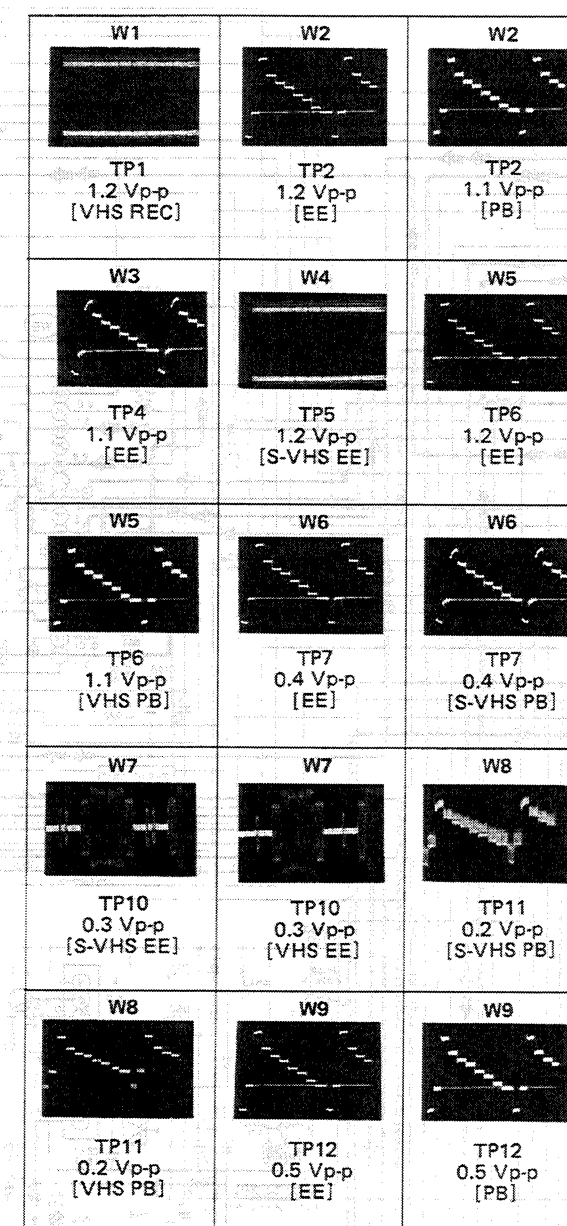 W1
TP1
1.2 Vp-p
[VHS REC]
W2
TP2
1.2 Vp-p
[EE]
W2
TP2
1.1 Vp-p
[PB]
W3
TP4
1.1 Vp-p
[EE]
W4
TP5
1.2 Vp-p
[S-VHS EE]
W5
TP6
1.2 Vp-p
[EE]
W5
TP6
1.1 Vp-p
[VHS PB]
W6
TP7
0.4 Vp-p
[EE]
W6
TP7
0.4 Vp-p
[S-VHS PB]
W7
TP10
0.3 Vp-p
[S-VHS EE]
W7
TP10
0.3 Vp-p
[VHS EE]
W8
TP11
0.2 Vp-p
[S-VHS PB]
W8
TP11
0.2 Vp-p
[VHS PB]
W9
TP12
0.5 Vp-p
[EE]
W9
TP12
0.5 Vp-p
[PB]